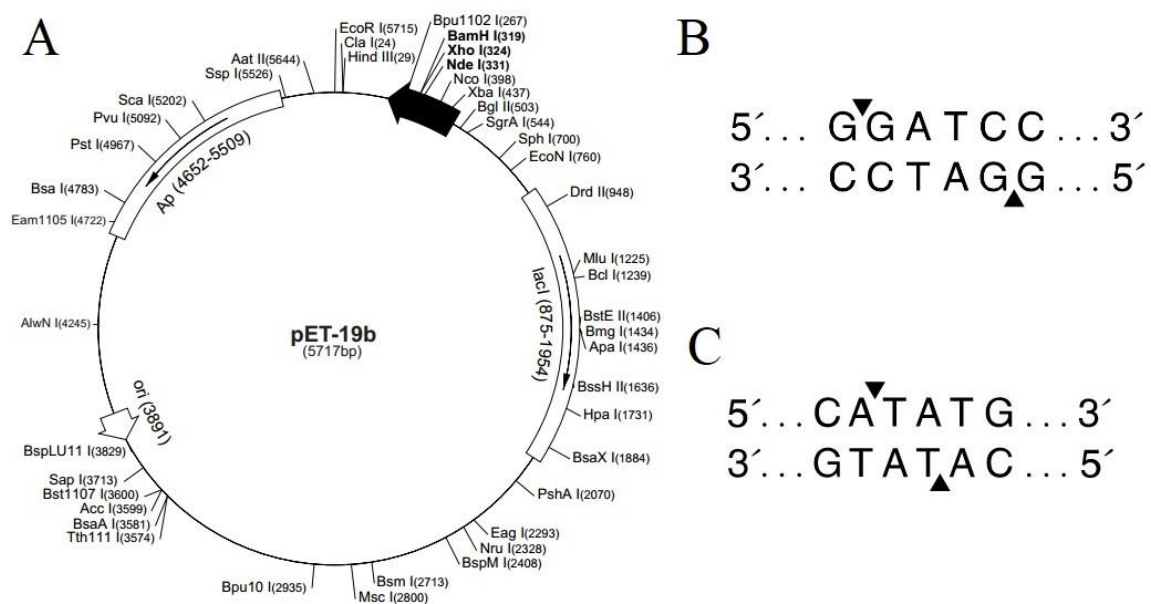 A
EcoR I(5715)
Cla I(24)
Hind III(29)
Bpu1102 I(267)
BamH I(319)
Xho I(324)
Nde I(331)
Nco I(398)
Xba I(437)
Bgl II(503)
SgrA I(544)
Sph I(700)
EcoN I(760)
Drd II(948)
Mlu I(1225)
Bcl I(1239)
BstE II(1406)
Bmg I(1434)
Apa I(1436)
BssH II(1636)
Hpa I(1731)
BsaX I(1884)
PshA I(2070)
Eag I(2293)
Nru I(2328)
BspM I(2408)
Bsm I(2713)
Msc I(2800)
Bpu10 I(2935)
Tth111 I(3574)
BsaA I(3581)
Acc I(3599)
Bst1107 I(3600)
Sap I(3713)
BspLU11 I(3829)
AlwN I(4245)
Eam1105 I(4722)
Bsa I(4783)
Pst I(4967)
Pvu I(5092)
Sca I(5202)
Ssp I(5526)
Aat II(5644)
Ap (4652-5509)
lacI (875-1954)
ori (3891)
pET-19b
(5717bp)
B
5´... G G A T C C ... 3´
3´... C C T A G G ... 5´
C
5´... C A T A T G ... 3´
3´... G T A T A C ... 5´